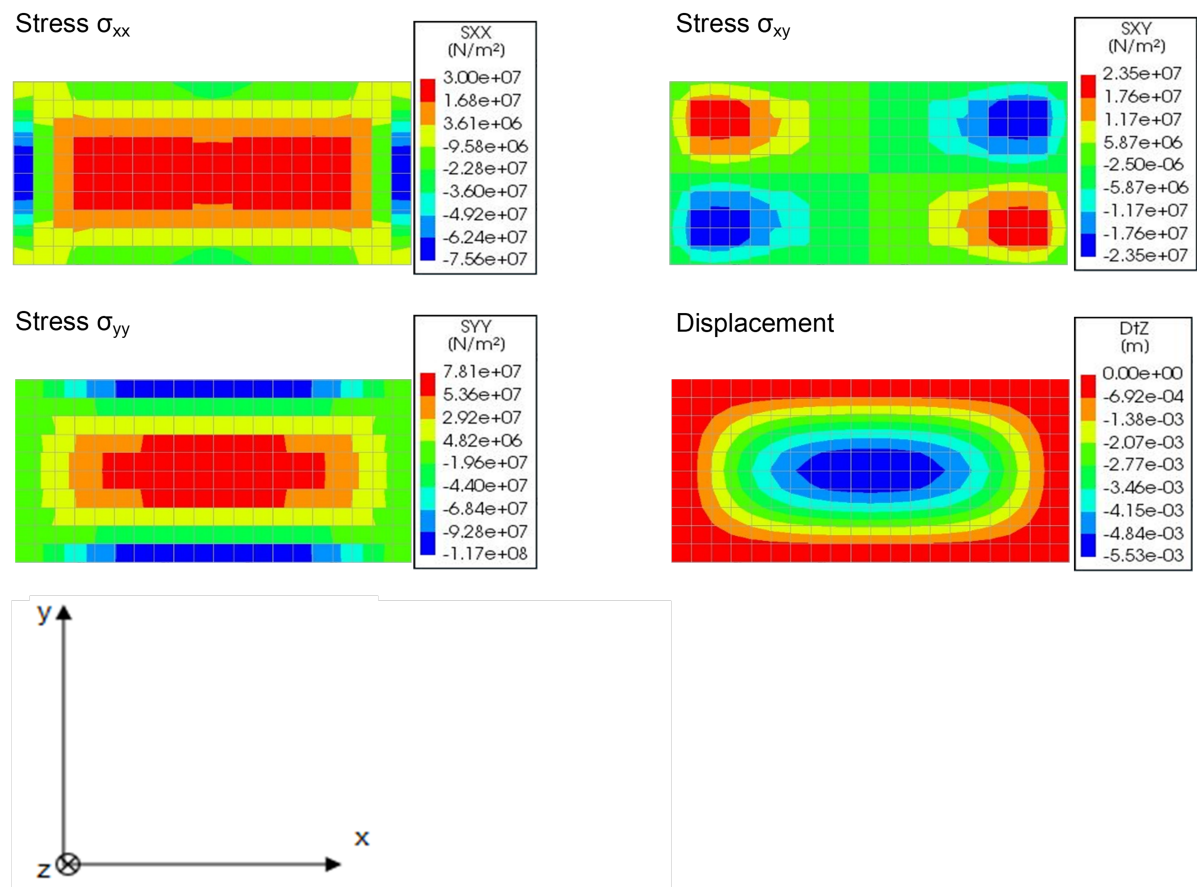 Stress σxx
SXX
(N/m²)
3.00e+07
1.68e+07
3.61e+06
-9.58e+06
-2.28e+07
-3.60e+07
-4.92e+07
-6.24e+07
-7.56e+07
Stress σxy
SXY
(N/m²)
2.35e+07
1.76e+07
1.17e+07
5.87e+06
-2.50e-06
-5.87e+06
-1.17e+07
-1.76e+07
-2.35e+07
Stress σyy
SYY
(N/m²)
7.81e+07
5.36e+07
2.92e+07
4.82e+06
-1.96e+07
-4.40e+07
-6.84e+07
-9.28e+07
-1.17e+08
Displacement
DtZ
(m)
0.00e+00
-6.92e-04
-1.38e-03
-2.07e-03
-2.77e-03
-3.46e-03
-4.15e-03
-4.84e-03
-5.53e-03
y
x
z